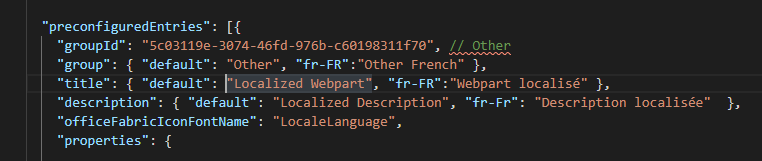 "preconfiguredEntries": [{
"groupId": "5c03119e-3074-46fd-976b-c60198311f70", // Other
"group": { "default": "Other", "fr-FR":"Other French" },
"title": { "default": "Localized Webpart", "fr-FR":"Webpart localisé" },
"description": { "default": "Localized Description", "fr-Fr": "Description localisée"  },
"officeFabricIconFontName": "LocaleLanguage",
"properties": {